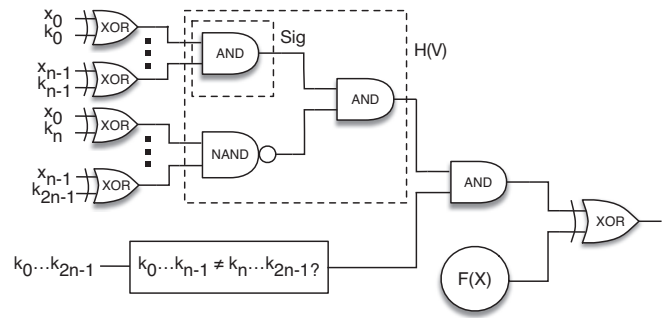 x0
k0
XOR
xn-1
kn-1
XOR
x0
kn
XOR
xn-1
k2n-1
XOR
AND
Sig
NAND
AND
H(V)
AND
XOR
F(X)
k0...k2n-1
k0...kn-1 ≠ kn...k2n-1?